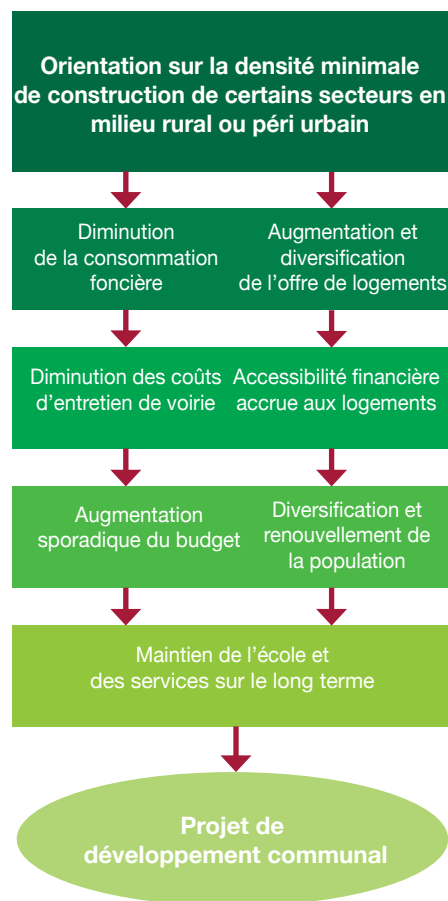 Orientation sur la densité minimale
de construction de certains secteurs en
milieu rural ou péri urbain
Diminution
de la consommation
foncière
Augmentation et
diversification
de l'offre de logements
Diminution des coûts
d'entretien de voirie
Accessibilité financière
accrue aux logements
Augmentation
sporadique du budget
Diversification et
renouvellement de
la population
Maintien de l'école et
des services sur le long terme
Projet de
développement communal